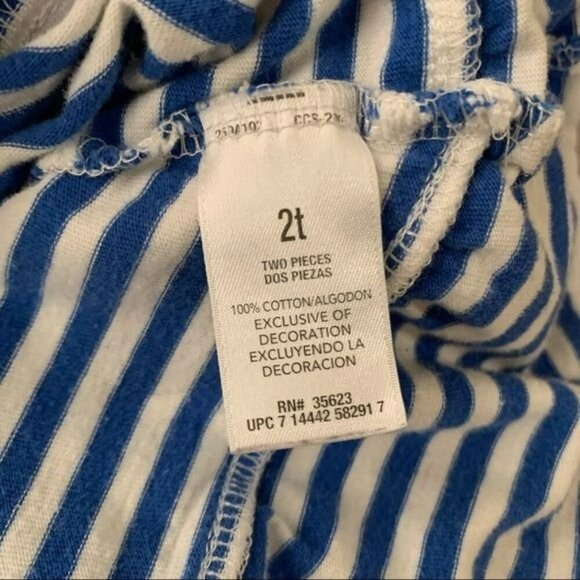 2t
TWO PIECES
DOS PIEZAS
100% COTTON/ALGODON
EXCLUSIVE OF
DECORATION
EXCLUYENDO LA
DECORACION
RN# 35623
UPC 7 14442 58291 7